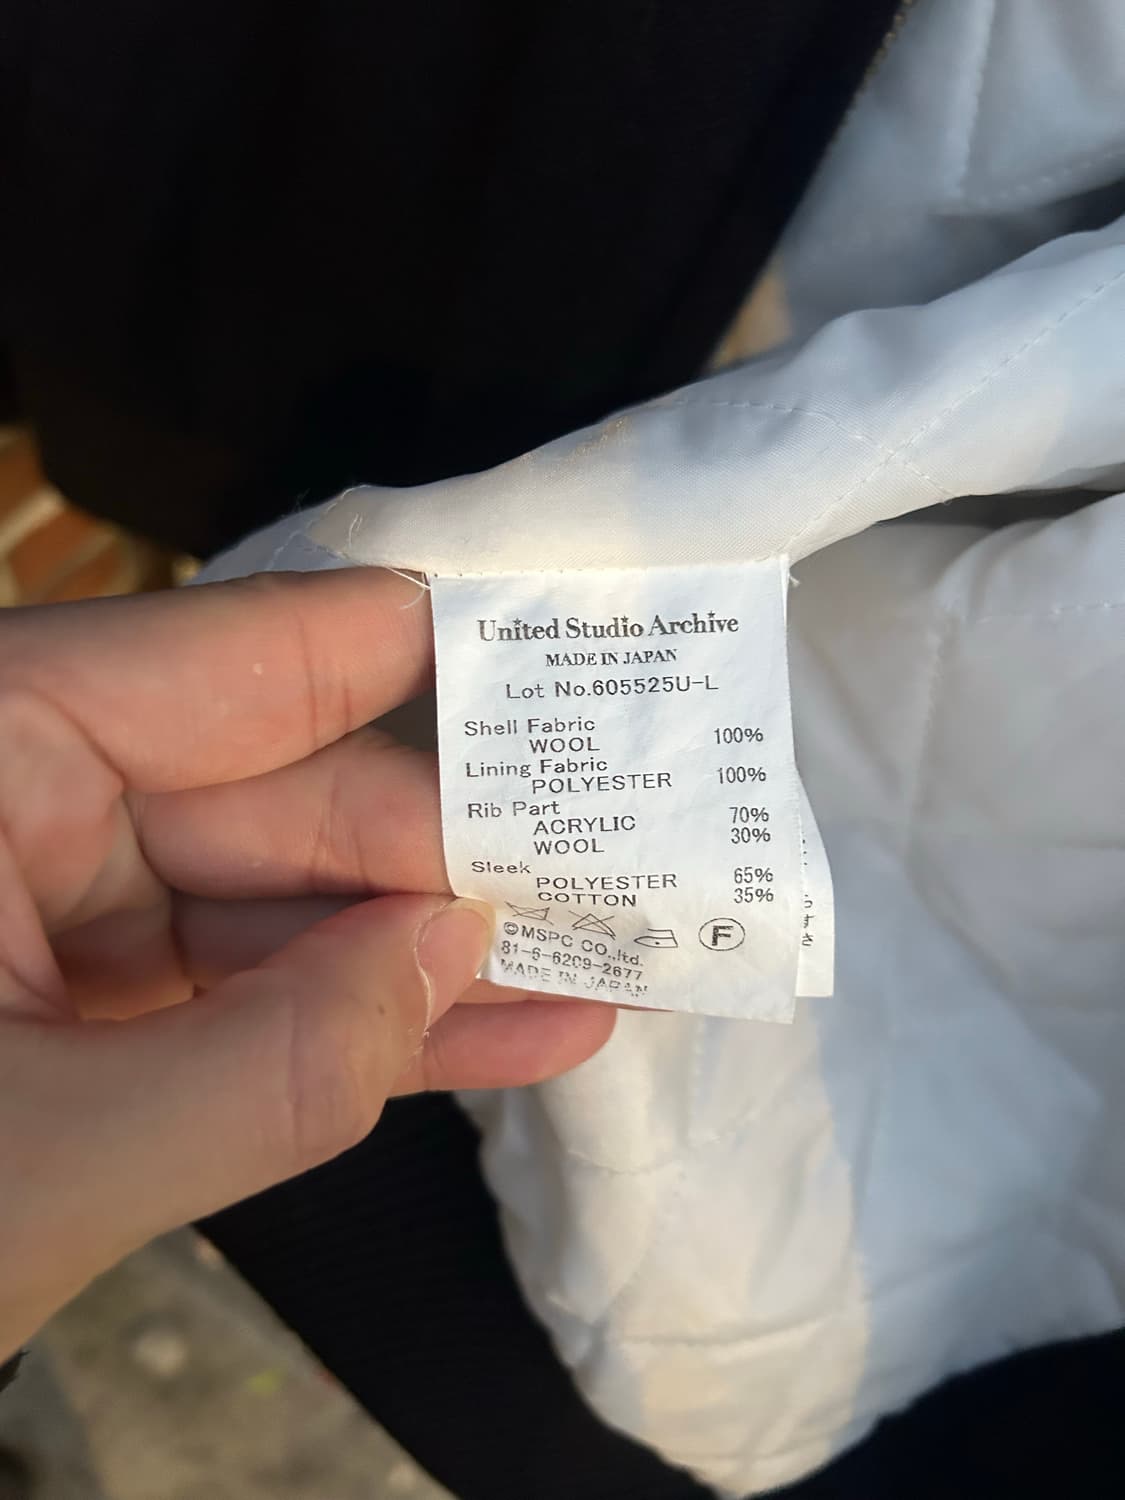 United Studio Archive
MADE IN JAPAN
Lot No.605525U-L
Shell Fabric
WOOL 100%
Lining Fabric
POLYESTER 100%
Rib Part
ACRYLIC 70%
WOOL 30%
Sleek
POLYESTER 65%
COTTON 35%
F
©MSPC CO.,ltd.
81-6-6209-2677
MADE IN JAPAN